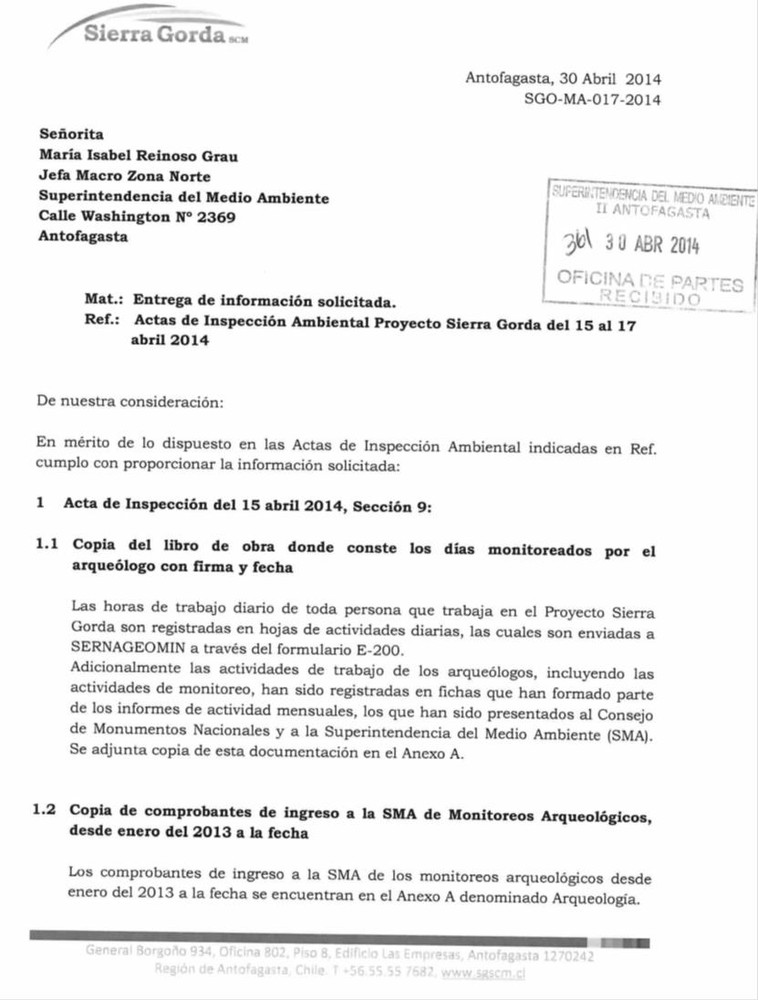 Sierra Gorda SCM
Antofagasta, 30 Abril 2014
SGO-MA-017-2014
Señorita
María Isabel Reinoso Grau
Jefa Macro Zona Norte
Superintendencia del Medio Ambiente
Calle Washington Nº 2369
Antofagasta
SUPERINTENDENCIA DEL MEDIO AMBIENTE
II ANTOFAGASTA
361 30 ABR 2014
OFICINA DE PARTES
RECIBIDO
Mat.: Entrega de información solicitada.
Ref.: Actas de Inspección Ambiental Proyecto Sierra Gorda del 15 al 17
abril 2014
De nuestra consideración:
En mérito de lo dispuesto en las Actas de Inspección Ambiental indicadas en Ref.
cumplo con proporcionar la información solicitada:
1 Acta de Inspección del 15 abril 2014, Sección 9:
1.1 Copia del libro de obra donde conste los días monitoreados por el
arqueólogo con firma y fecha
Las horas de trabajo diario de toda persona que trabaja en el Proyecto Sierra
Gorda son registradas en hojas de actividades diarias, las cuales son enviadas a
SERNAGEOMIN a través del formulario E-200.
Adicionalmente las actividades de trabajo de los arqueólogos, incluyendo las
actividades de monitoreo, han sido registradas en fichas que han formado parte
de los informes de actividad mensuales, los que han sido presentados al Consejo
de Monumentos Nacionales y a la Superintendencia del Medio Ambiente (SMA).
Se adjunta copia de esta documentación en el Anexo A.
1.2 Copia de comprobantes de ingreso a la SMA de Monitoreos Arqueológicos,
desde enero del 2013 a la fecha
Los comprobantes de ingreso a la SMA de los monitoreos arqueológicos desde
enero del 2013 a la fecha se encuentran en el Anexo A denominado Arqueología.
General Borgoño 934, Oficina 802, Piso 8, Edificio Las Empresas, Antofagasta 1270242
Región de Antofagasta, Chile. T +56.55.55 7682, www.sgscm.cl